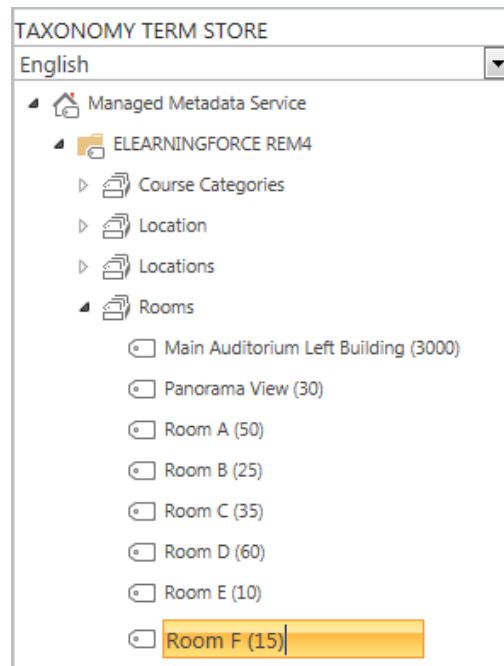 TAXONOMY TERM STORE
English
Managed Metadata Service
ELEARNINGFORCE REM4
Course Categories
Location
Locations
Rooms
Main Auditorium Left Building (3000)
Panorama View (30)
Room A (50)
Room B (25)
Room C (35)
Room D (60)
Room E (10)
Room F (15)